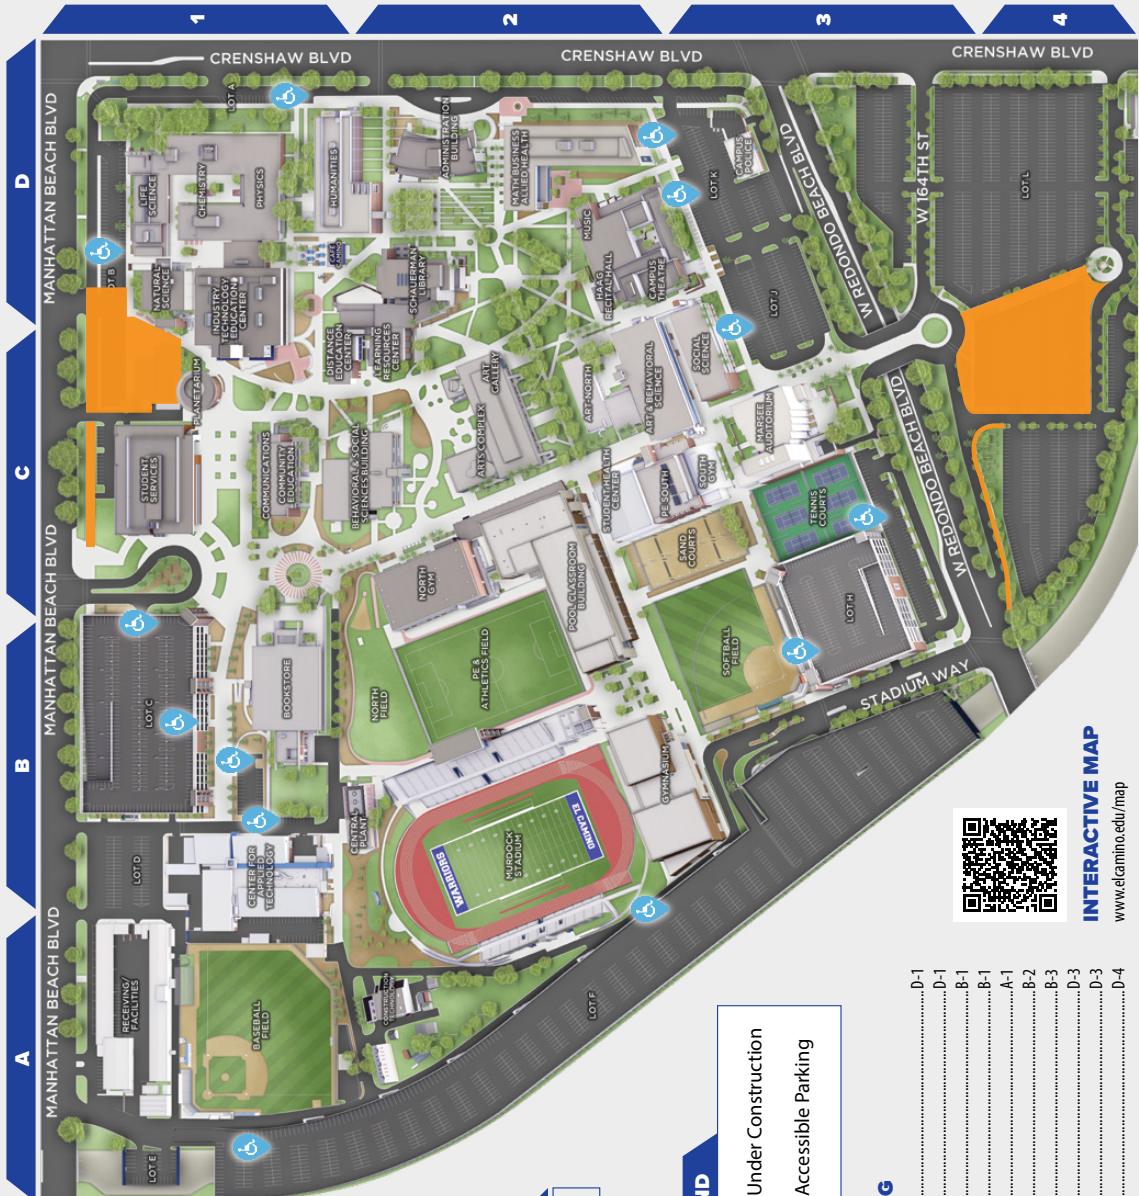 1
2
3
4
CRENSHAW BLVD
CRENSHAW BLVD
CRENSHAW BLVD
D
C
B
A
MANHATTAN BEACH BLVD
MANHATTAN BEACH BLVD
MANHATTAN BEACH BLVD
MANHATTAN BEACH BLVD
LOT A
LIFE
SCIENCE
CHEMISTRY
PHYSICS
HUMANITIES
ADMINISTRATION
BUILDING
MATH BUSINESS
ALLIED HEALTH
CAMPUS
POLICE
LOT K
W REDONDO BEACH BLVD
W 164TH ST
LOT L
OT B
NATURAL
SCIENCE
INDUSTRY
TECHNOLOGY
EDUCATION
CENTER
CAFÉ
CAMINO
SCHAUERMAN
LIBRARY
MUSIC
HAAG
RECITAL HALL
CAMPUS
THEATRE
LOT J
PLANETARIUM
DISTANCE
EDUCATION
CENTER
LEARNING
RESOURCES
CENTER
ART
GALLERY
ARTS COMPLEX
ART-NORTH
ART & BEHAVIORAL
SCIENCE
SOCIAL
SCIENCE
MARSEE
AUDITORIUM
W REDONDO BEACH BLVD
STUDENT
SERVICES
COMMUNICATIONS
COMMUNITY
EDUCATION
BEHAVIORAL & SOCIAL
SCIENCES BUILDING
STUDENT HEALTH
CENTER
PE SOUTH
SOUTH
GYM
TENNIS
COURTS
SAND
COURTS
NORTH
GYM
POOL/CLASSROOM
BUILDING
LOT H
LOT C
BOOKSTORE
NORTH
FIELD
PE &
ATHLETICS FIELD
SOFTBALL
FIELD
STADIUM WAY
GYMNASIUM
LOT D
CENTER FOR
APPLIED
TECHNOLOGY
CENTRAL
PLANT
WARRIORS
MURDOCK
STADIUM
EL CAMINO
RECEIVING/
FACILITIES
BASEBALL
FIELD
CONSTRUCTION
TECHNOLOGY
LOT F
LOT E
INTERACTIVE MAP
www.elcamino.edu/map
ND
Under Construction
Accessible Parking
G
D-1
D-1
B-1
B-1
A-1
B-2
B-3
D-3
D-3
D-4